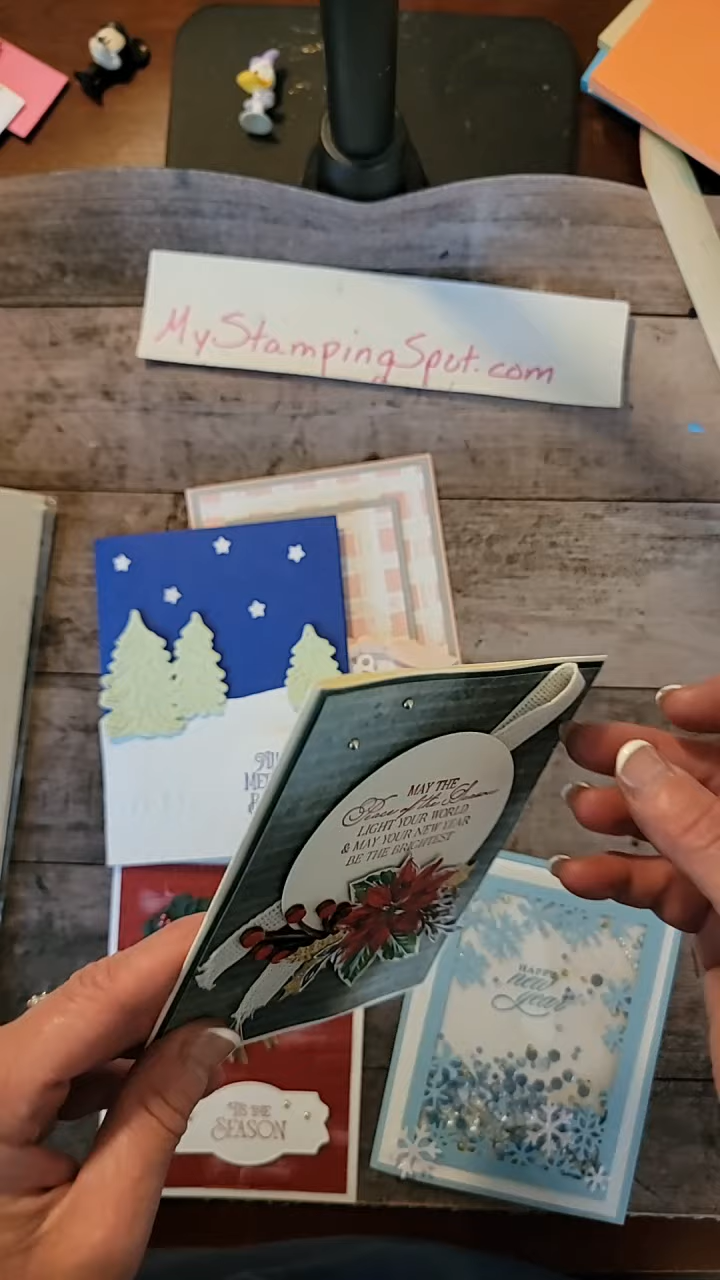 MyStampingSpot.com
MAY THE
Peace of the Season
LIGHT YOUR WORLD
& MAY YOUR NEW YEAR
BE THE BRIGHTEST
HAPPY
new
year
'TIS THE
SEASON